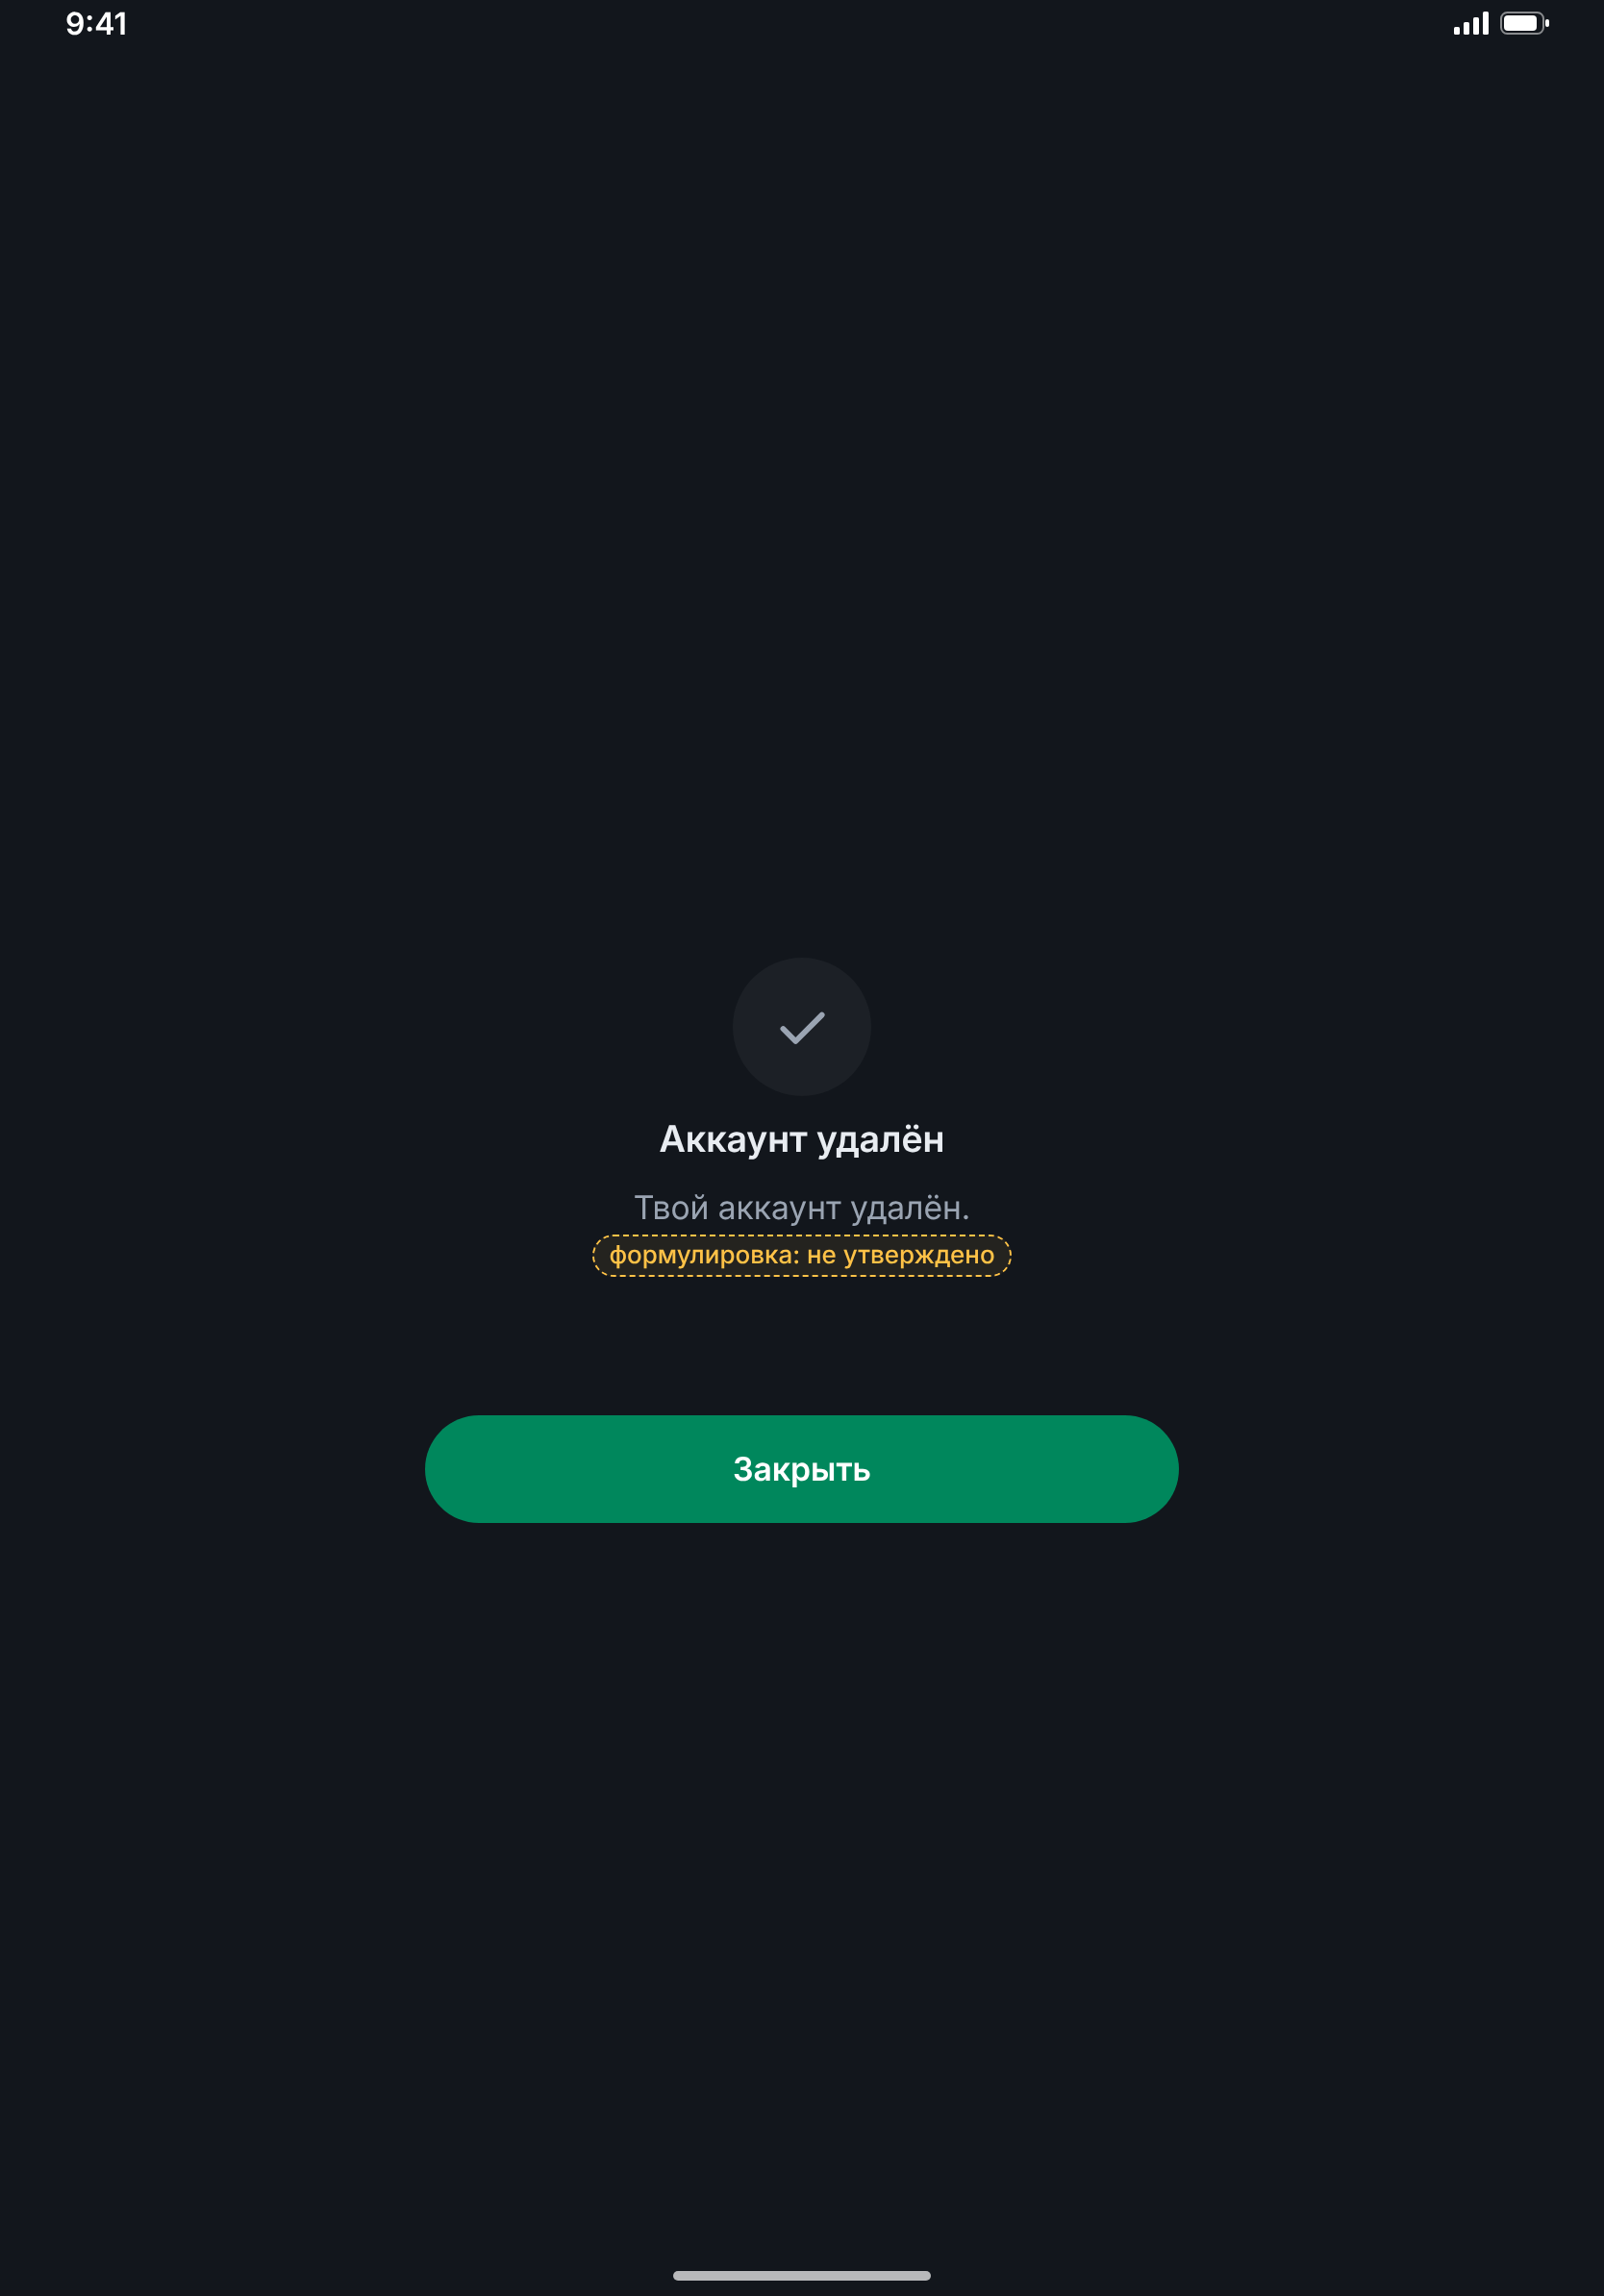 9:41
Аккаунт удалён
Твой аккаунт удалён.
формулировка: не утверждено
Закрыть